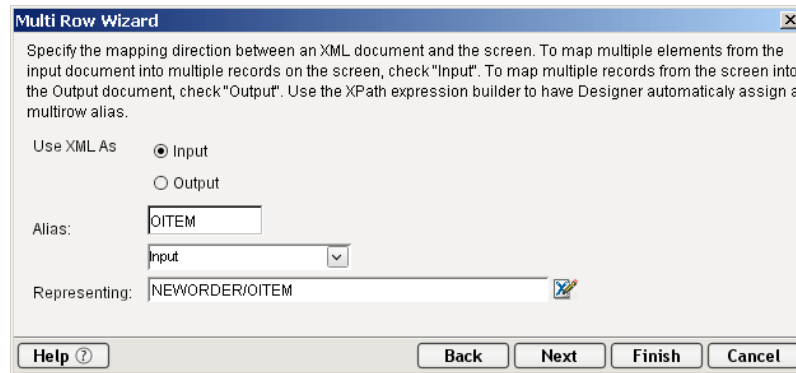 Multi Row Wizard
Specify the mapping direction between an XML document and the screen. To map multiple elements from the
input document into multiple records on the screen, check "Input". To map multiple records from the screen into
the Output document, check "Output". Use the XPath expression builder to have Designer automaticaly assign a
multirow alias.
Use XML As
Input
Output
Alias:
OITEM
Input
Representing:
NEWORDER/OITEM
Help ?
Back
Next
Finish
Cancel